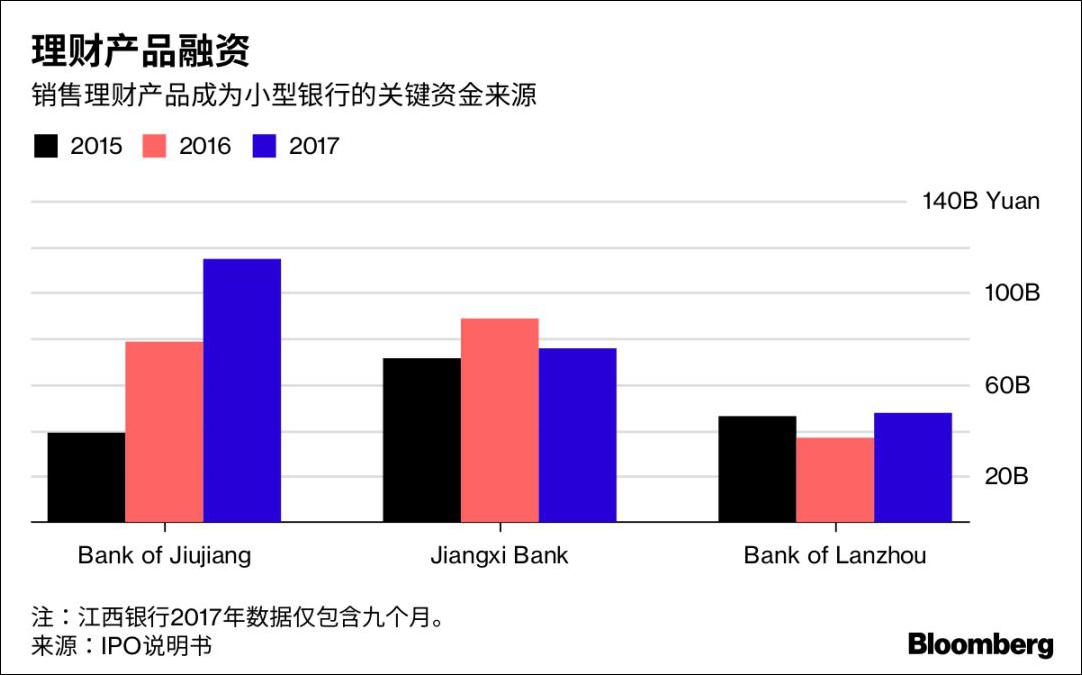 理财产品融资
销售理财产品成为小型银行的关键资金来源
2015 2016 2017
140B Yuan
100B
60B
20B
Bank of Jiujiang Jiangxi Bank Bank of Lanzhou
注：江西银行2017年数据仅包含九个月。
来源：IPO说明书
Bloomberg